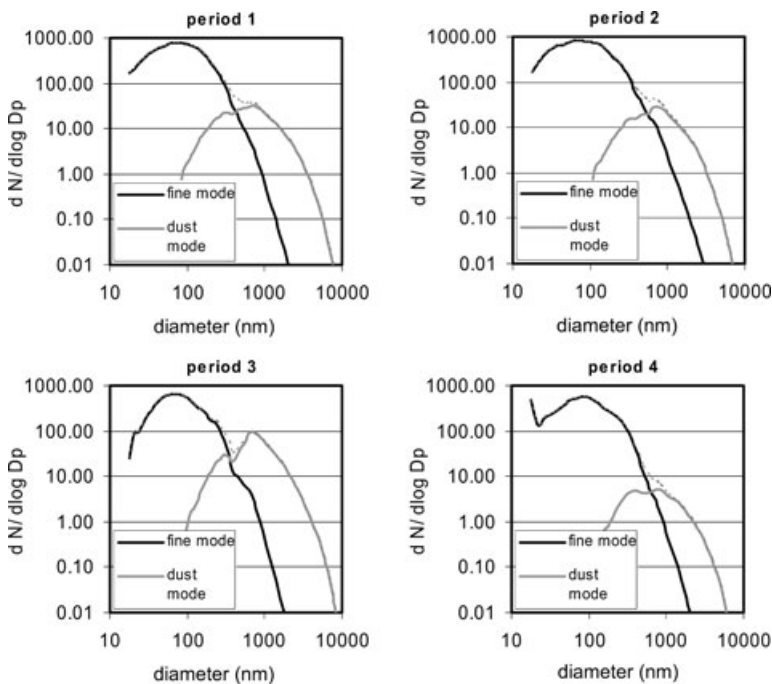 period 1
1000.00
100.00
10.00
1.00
0.10
0.01
d N/ dlog Dp
fine mode
dust
mode
10 100 1000 10000
diameter (nm)
period 2
1000.00
100.00
10.00
1.00
0.10
0.01
d N/ dlog Dp
fine mode
dust
mode
10 100 1000 10000
diameter (nm)
period 3
1000.00
100.00
10.00
1.00
0.10
0.01
d N/ dlog Dp
fine mode
dust
mode
10 100 1000 10000
diameter (nm)
period 4
1000.00
100.00
10.00
1.00
0.10
0.01
d N/ dlog Dp
fine mode
dust
mode
10 100 1000 10000
diameter (nm)